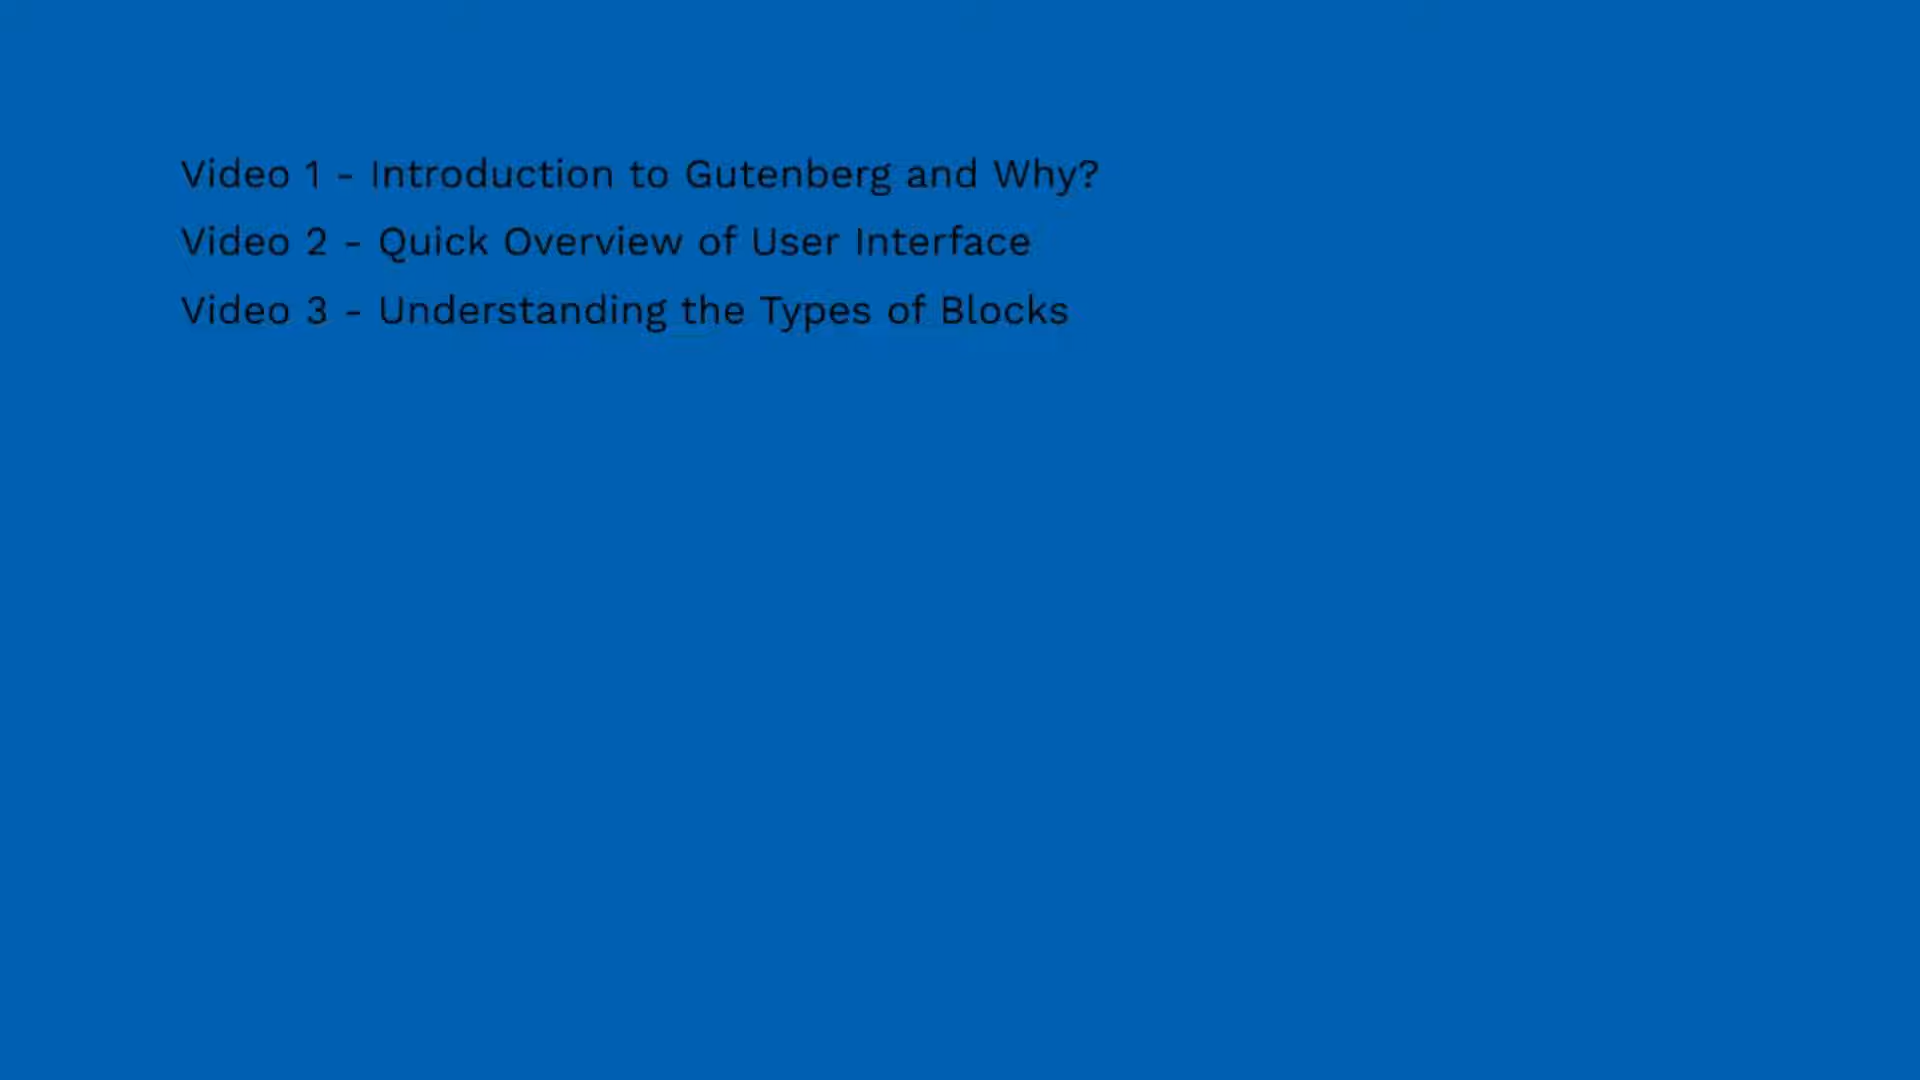 Video 1 - Introduction to Gutenberg and Why?
Video 2 - Quick Overview of User Interface
Video 3 - Understanding the Types of Blocks